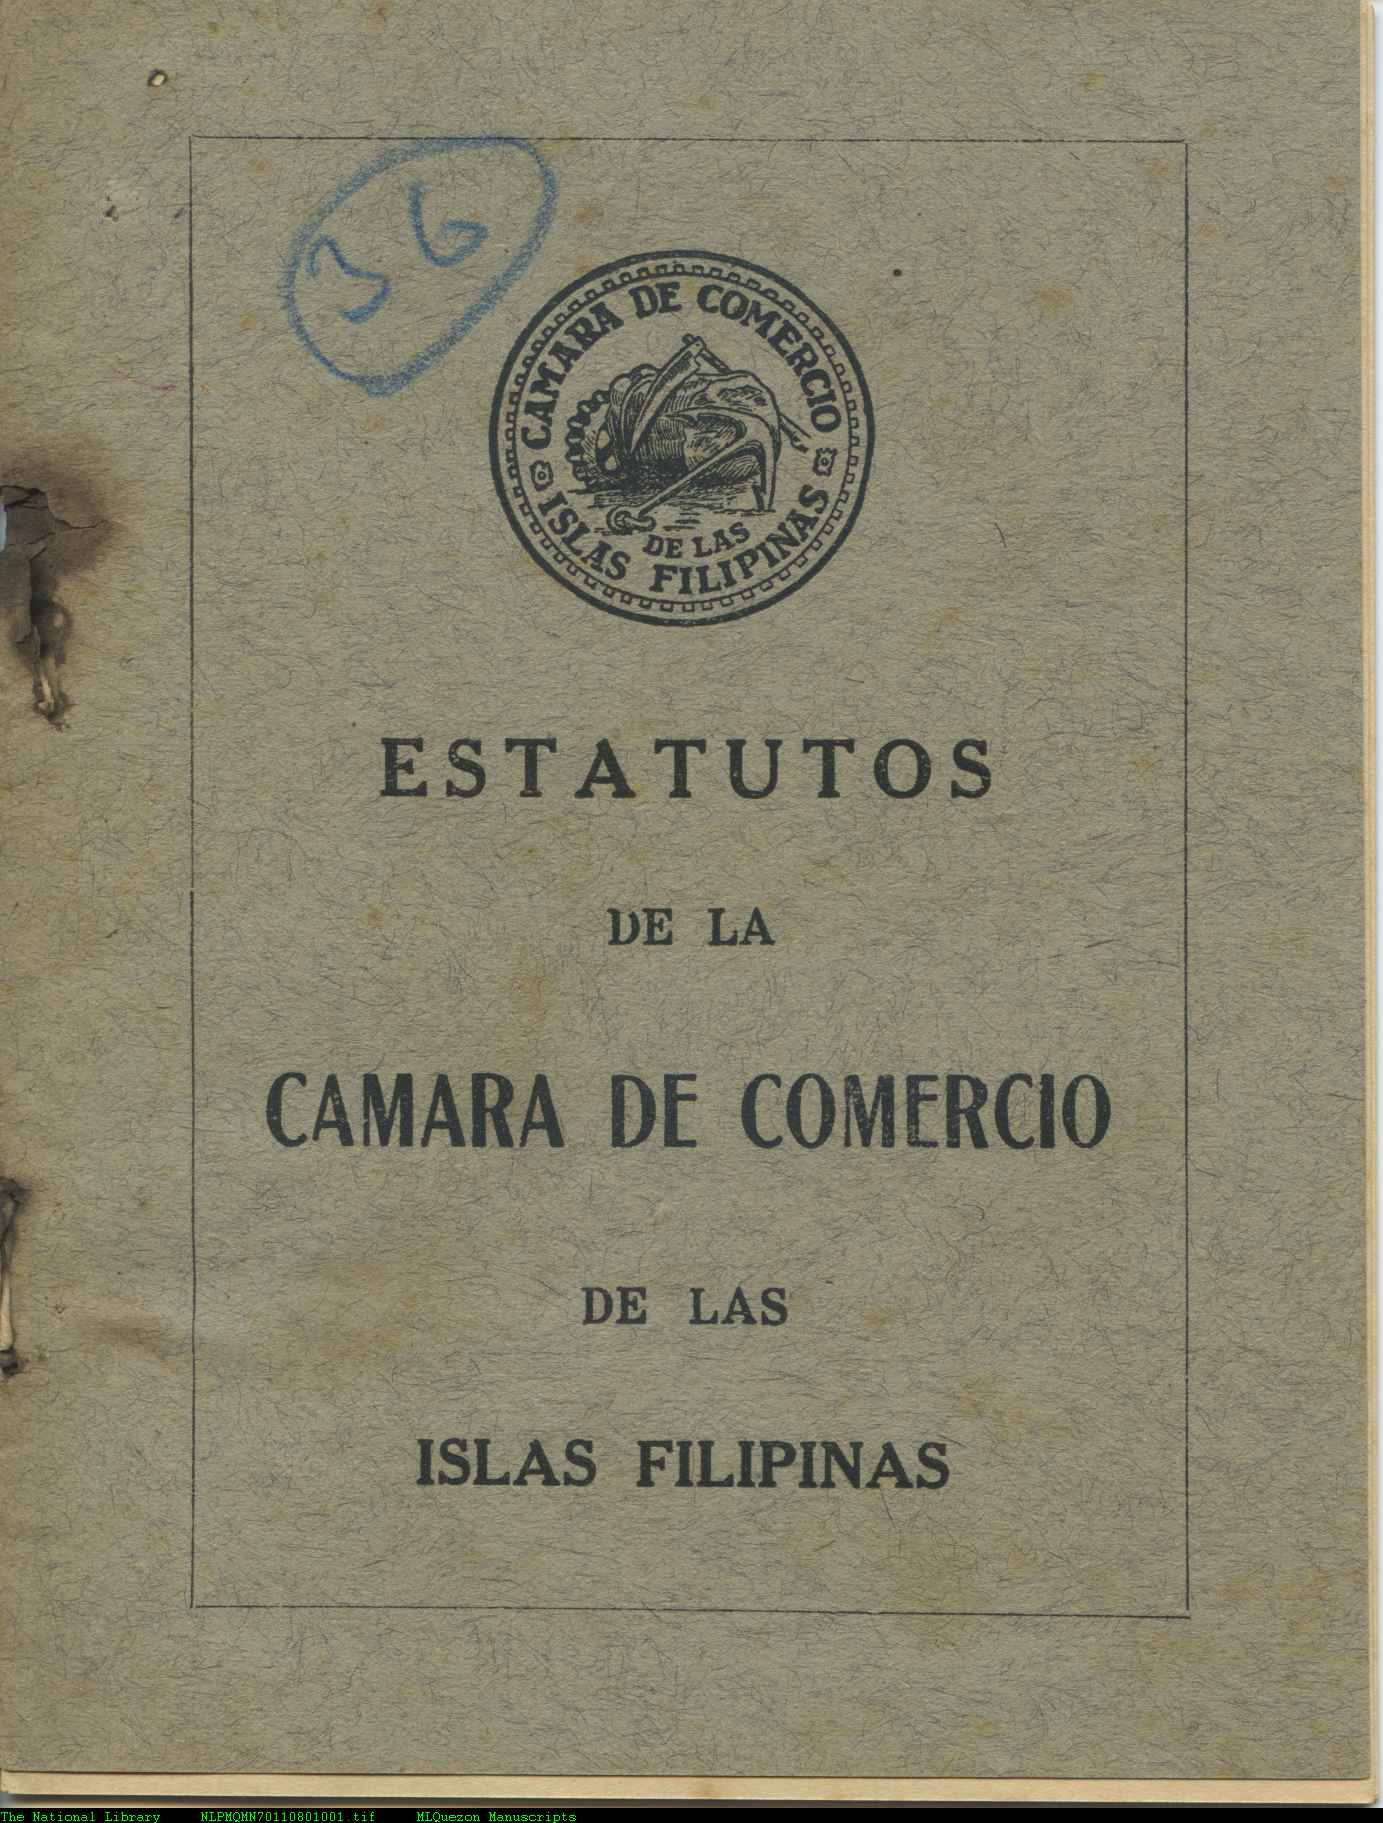 36
CAMARA DE COMERCIO
DE LAS
ISLAS FILIPINAS
ESTATUTOS
DE LA
CAMARA DE COMERCIO
DE LAS
ISLAS FILIPINAS
The National Library NLPMQMN70110801001.tif MLQuezon Manuscripts